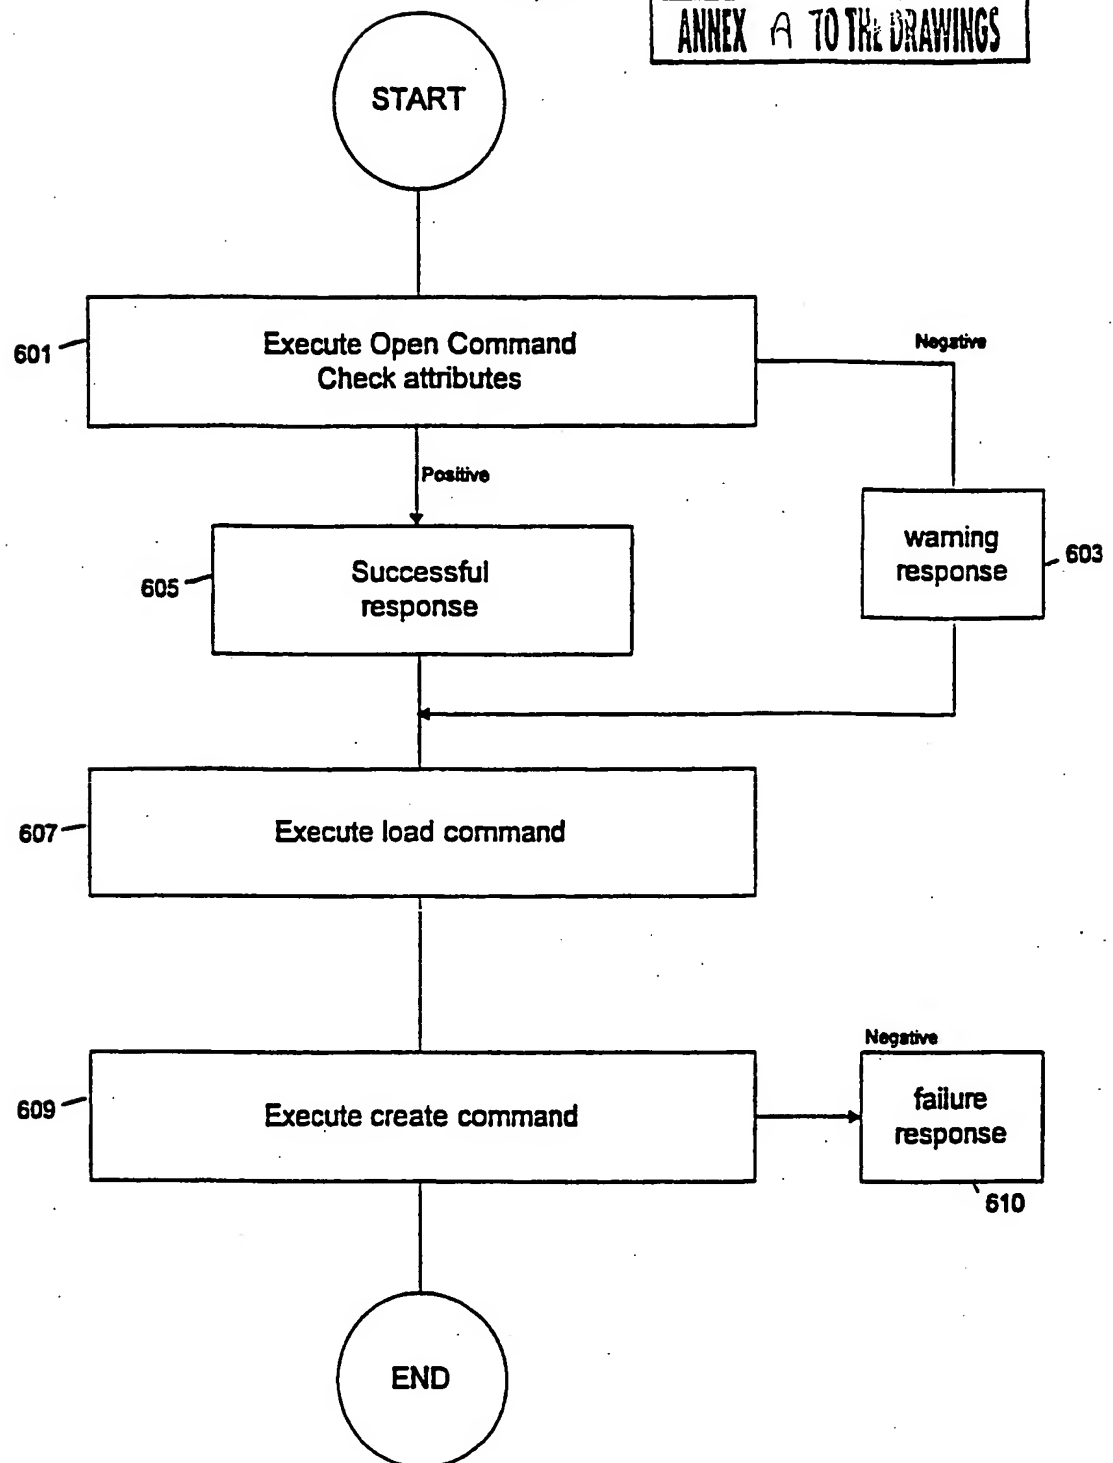 ANNEX A TO THE DRAWINGS
START
601
Execute Open Command
Check attributes
Negative
Positive
605
Successful
response
warning
response
603
607
Execute load command
609
Execute create command
Negative
failure
response
610
END